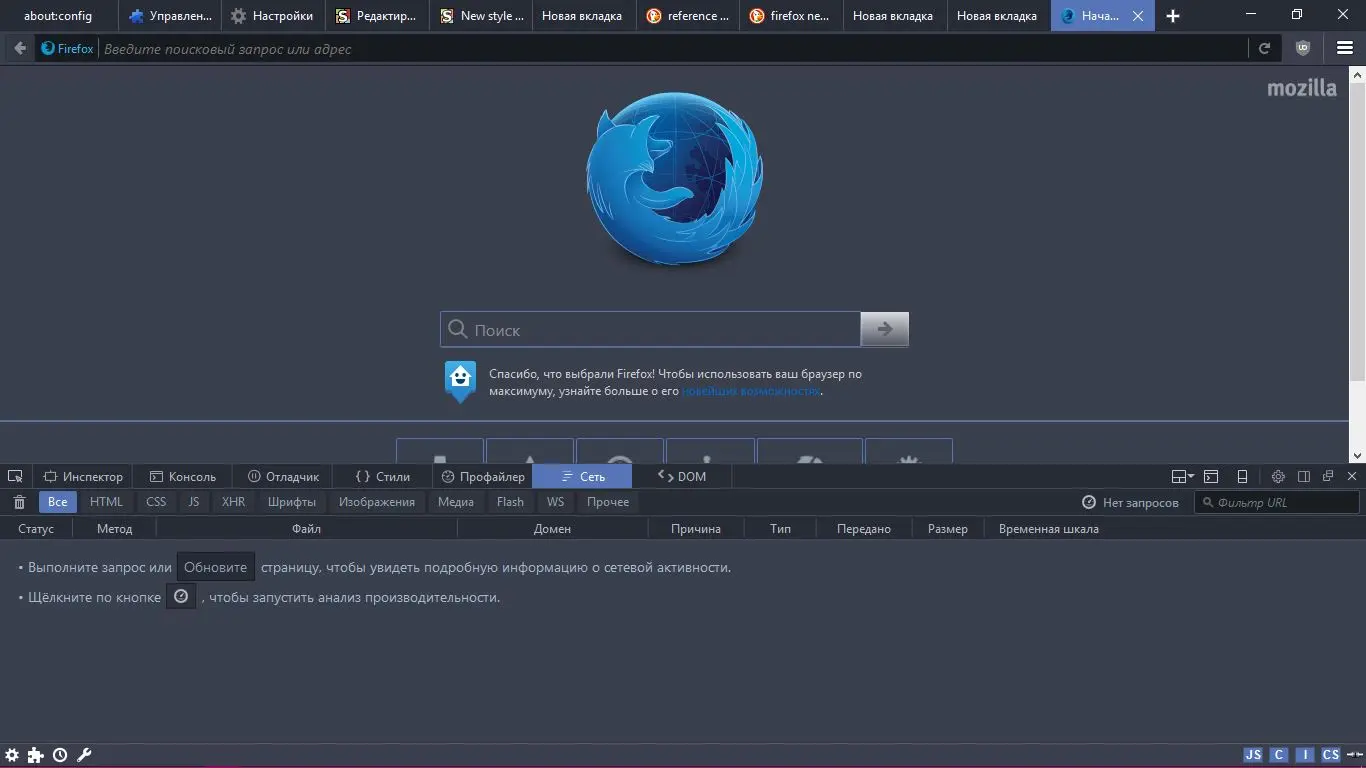 about:config Управлен... Настройки Редактир... New style ... Новая вкладка reference ... firefox ne... Новая вкладка Новая вкладка Нача...
Firefox Введите поисковый запрос или адрес
mozilla
Поиск
Спасибо, что выбрали Firefox! Чтобы использовать ваш браузер по
максимуму, узнайте больше о его новейших возможностях.
Инспектор Консоль Отладчик { } Стили Профайлер Сеть DOM
Все HTML CSS JS XHR Шрифты Изображения Медиа Flash WS Прочее Нет запросов Фильтр URL
Статус Метод Файл Домен Причина Тип Передано Размер Временная шкала
• Выполните запрос или Обновите страницу, чтобы увидеть подробную информацию о сетевой активности.
• Щёлкните по кнопке , чтобы запустить анализ производительности.
JS C I CS